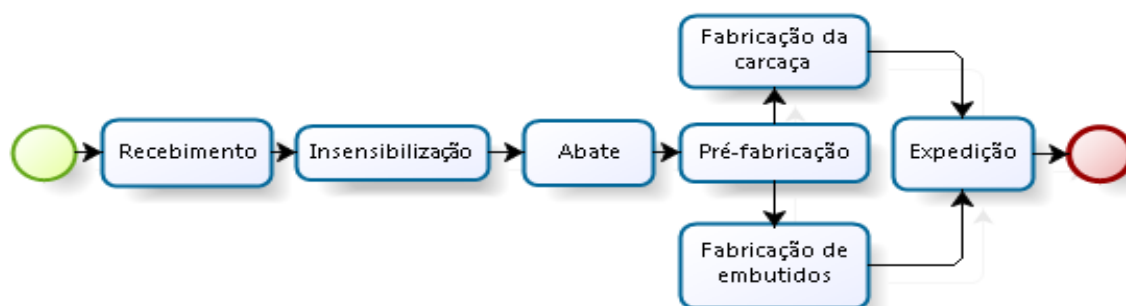 Recebimento
Insensibilização
Abate
Pré-fabricação
Fabricação da
carcaça
Fabricação de
embutidos
Expedição